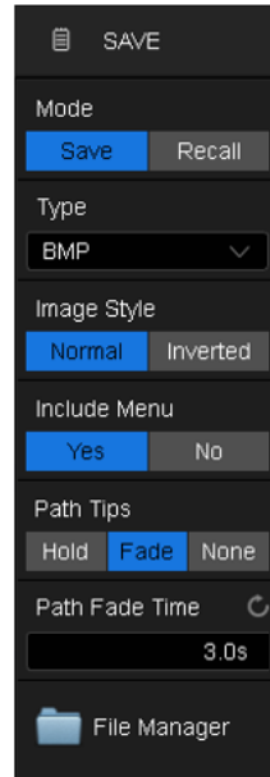 SAVE
Mode
Save Recall
Type
BMP
Image Style
Normal Inverted
Include Menu
Yes No
Path Tips
Hold Fade None
Path Fade Time
3.0s
File Manager